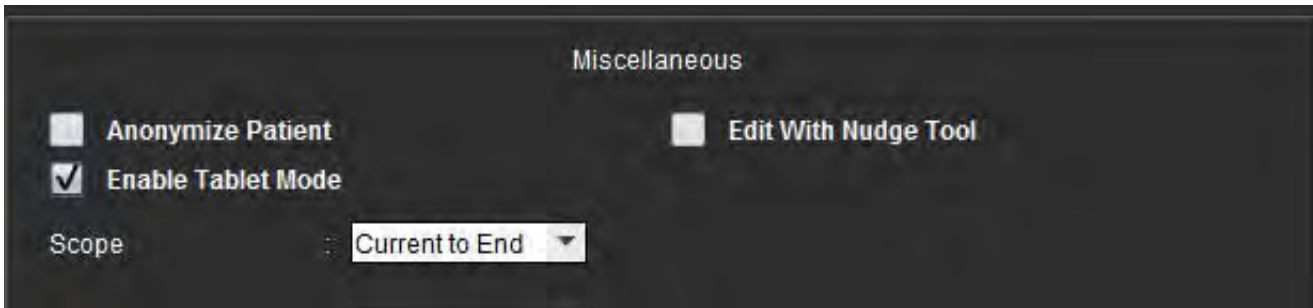 Miscellaneous
Anonymize Patient
Edit With Nudge Tool
Enable Tablet Mode
Scope : Current to End